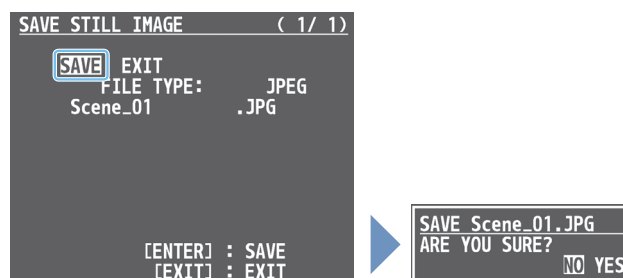 SAVE STILL IMAGE ( 1/ 1)
SAVE EXIT
FILE TYPE: JPEG
Scene_01 .JPG
[ENTER] : SAVE
[EXIT] : EXIT
SAVE Scene_01.JPG
ARE YOU SURE?
NO YES